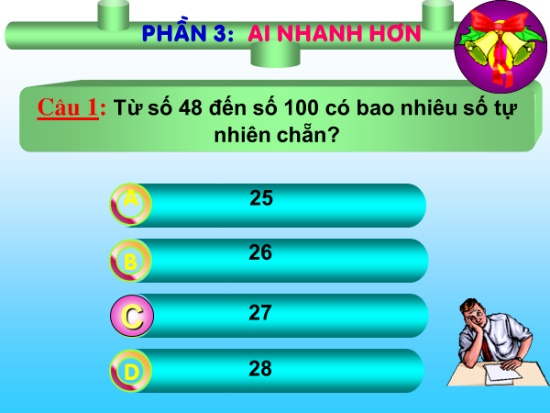 PHẦN 3: AI NHANH HƠN
Câu 1: Từ số 48 đến số 100 có bao nhiêu số tự
nhiên chẵn?
A 25
B 26
C 27
D 28